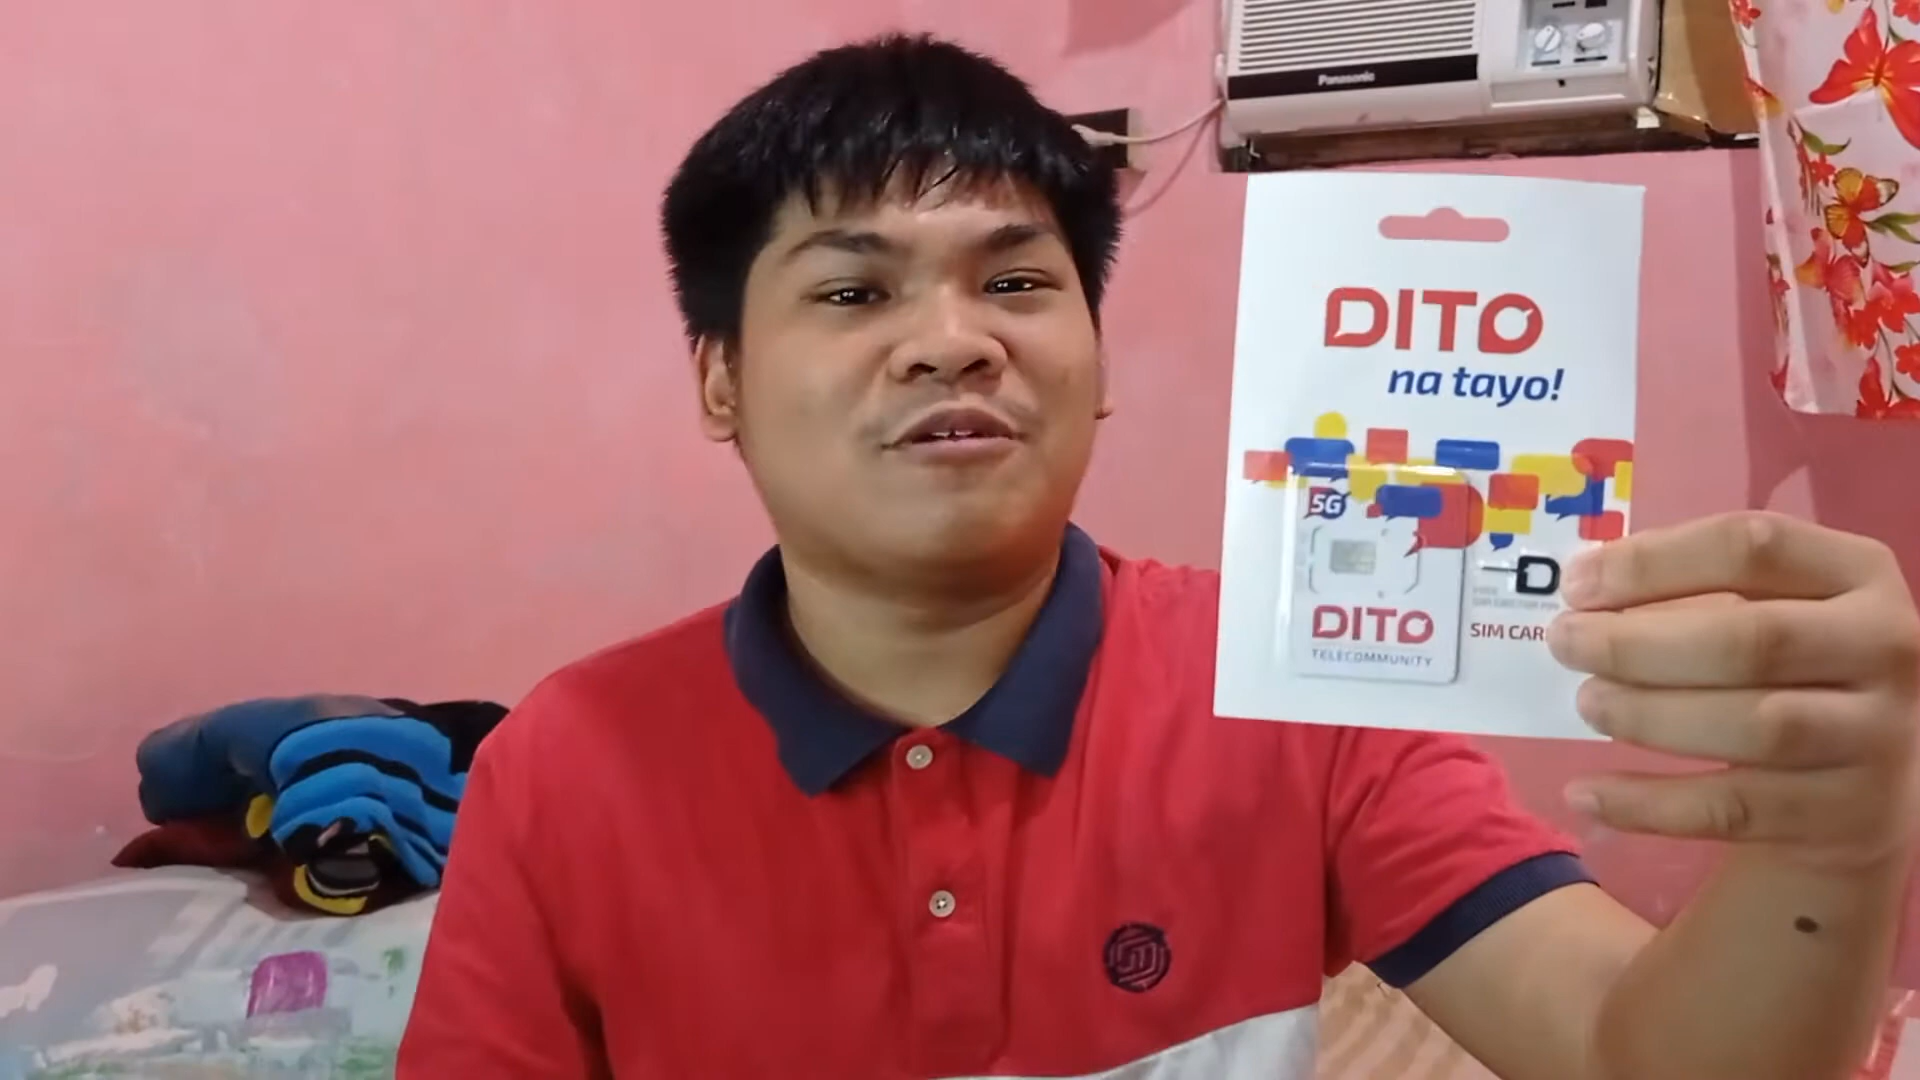 Panasonic
DITO
na tayo!
5G
DITO
TELECOMMUNITY
SIM CAR